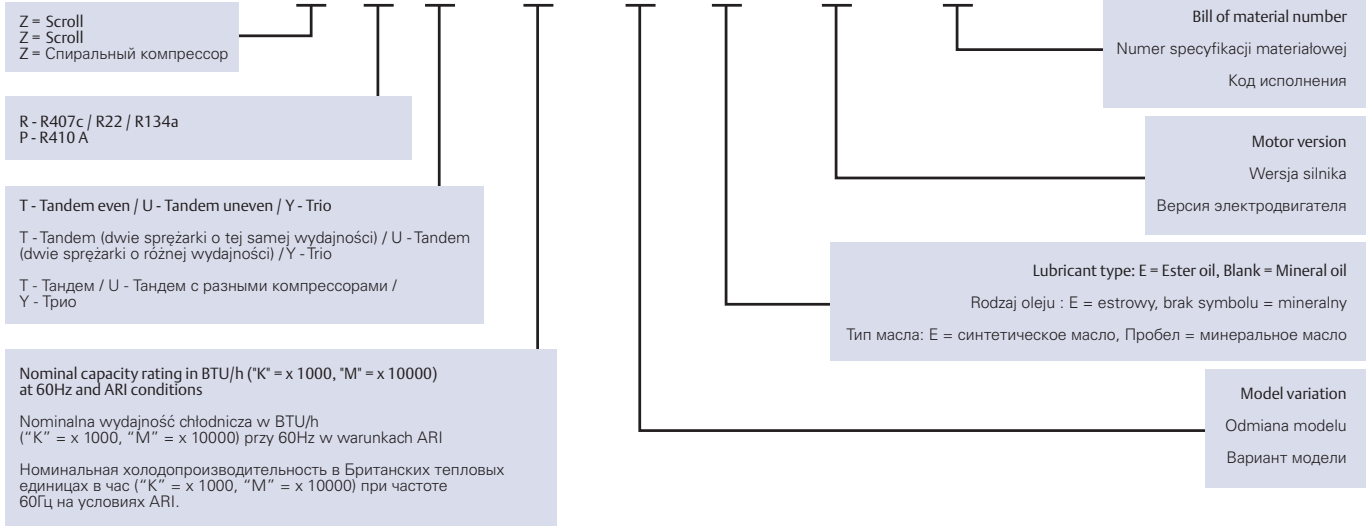 Z = Scroll
Z = Scroll
Z = Спиральный компрессор
R - R407c / R22 / R134a
P - R410 A
T - Tandem even / U - Tandem uneven / Y - Trio
T - Tandem (dwie sprężarki o tej samej wydajności) / U - Tandem
(dwie sprężarki o różnej wydajności) / Y - Trio
T - Тандем / U - Тандем с разными компрессорами /
Y - Трио
Nominal capacity rating in BTU/h ("K" = x 1000, "M" = x 10000)
at 60Hz and ARI conditions
Nominalna wydajność chłodnicza w BTU/h
(“K” = x 1000, “M” = x 10000) przy 60Hz w warunkach ARI
Номинальная холодопроизводительность в Британских тепловых
единицах в час (“K” = x 1000, “M” = x 10000) при частоте
60Гц на условиях ARI.
Bill of material number
Numer specyfikacji materiałowej
Код исполнения
Motor version
Wersja silnika
Версия электродвигателя
Lubricant type: E = Ester oil, Blank = Mineral oil
Rodzaj oleju : E = estrowy, brak symbolu = mineralny
Тип масла: E = синтетическое масло, Пробел = минеральное масло
Model variation
Odmiana modelu
Вариант модели